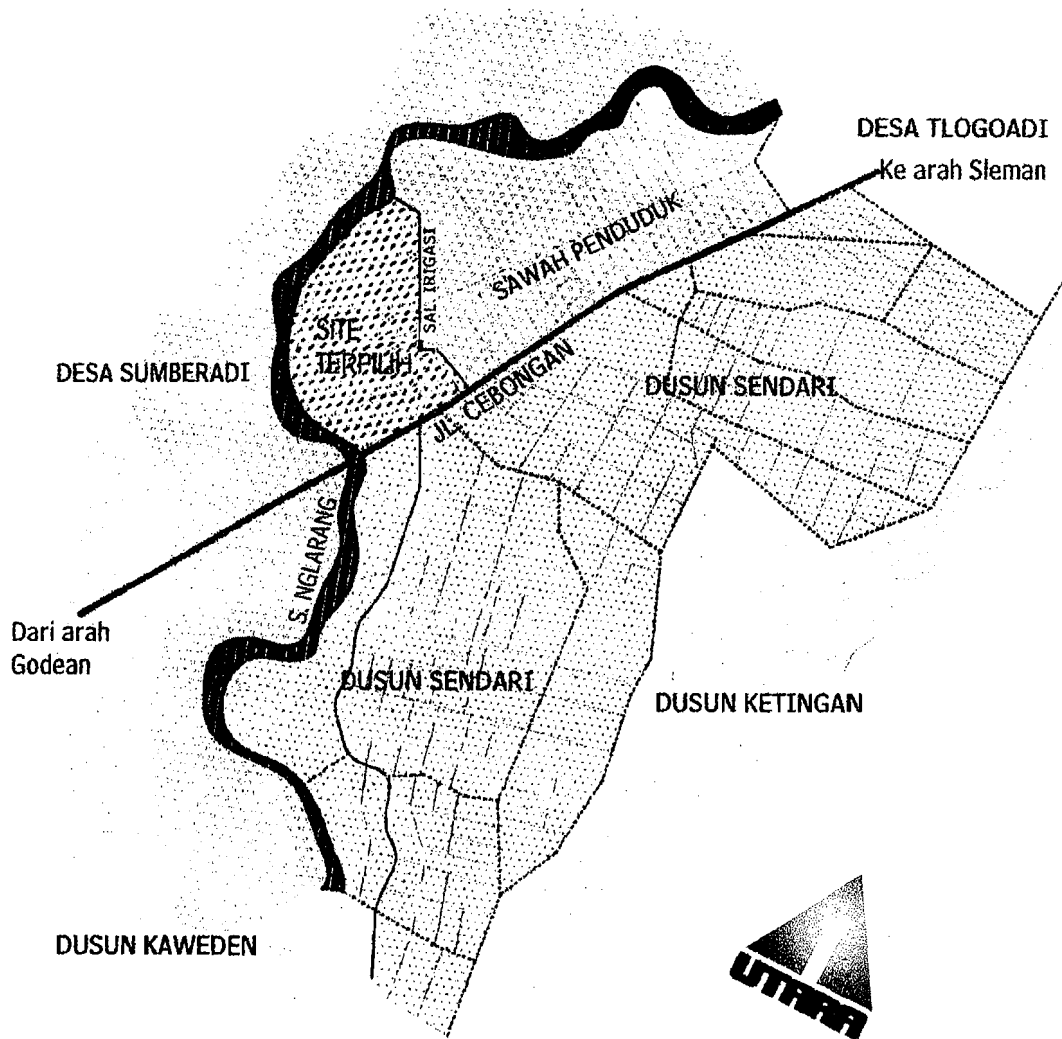 DESA TLOGOADI
Ke arah Sleman
SAWAH PENDUDUK
SAL IRIGASI
SITE
TERPILIH
DESA SUMBERADI
JL. CEBONGAN
DUSUN SENDARI
S. NGLARANG
Dari arah
Godean
DUSUN SENDARI
DUSUN KETINGAN
DUSUN KAWEDEN
UTARA